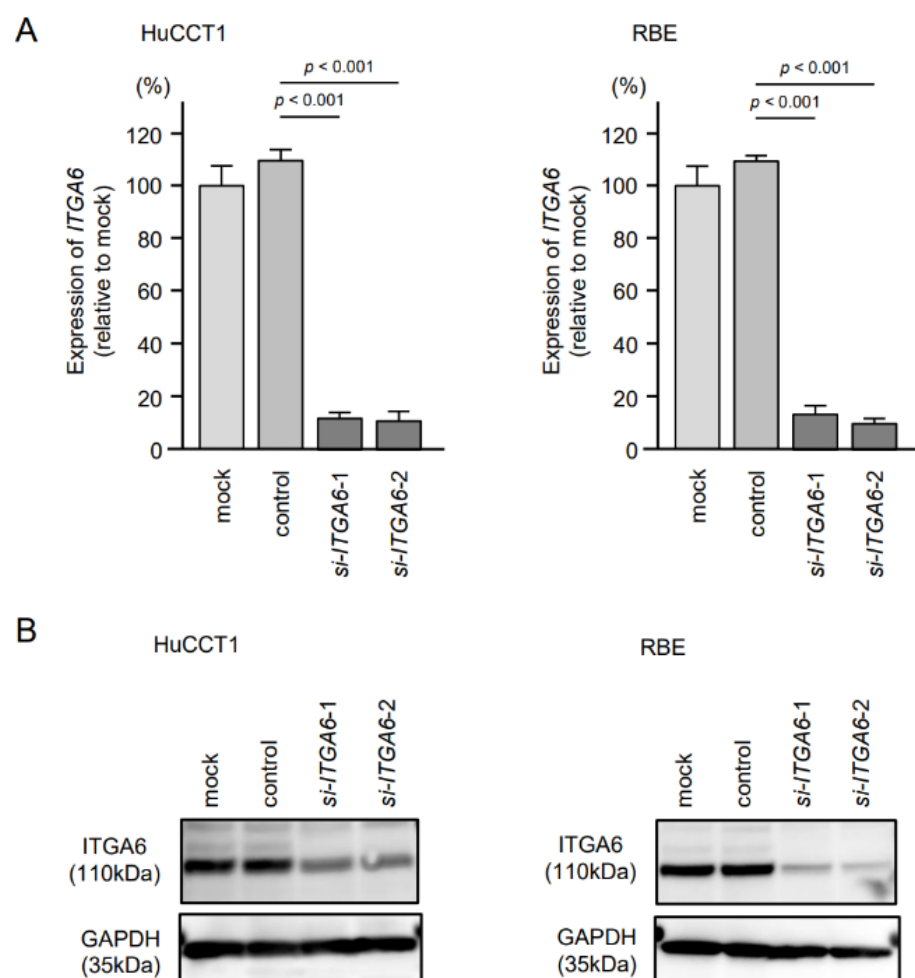 A
HuCCT1
RBE
(%)
p < 0.001
p < 0.001
120
100
80
60
40
20
0
Expression of ITGA6
(relative to mock)
mock
control
si-ITGA6-1
si-ITGA6-2
(%)
p < 0.001
p < 0.001
120
100
80
60
40
20
0
Expression of ITGA6
(relative to mock)
mock
control
si-ITGA6-1
si-ITGA6-2
B
HuCCT1
RBE
mock
control
si-ITGA6-1
si-ITGA6-2
ITGA6
(110kDa)
GAPDH
(35kDa)
mock
control
si-ITGA6-1
si-ITGA6-2
ITGA6
(110kDa)
GAPDH
(35kDa)